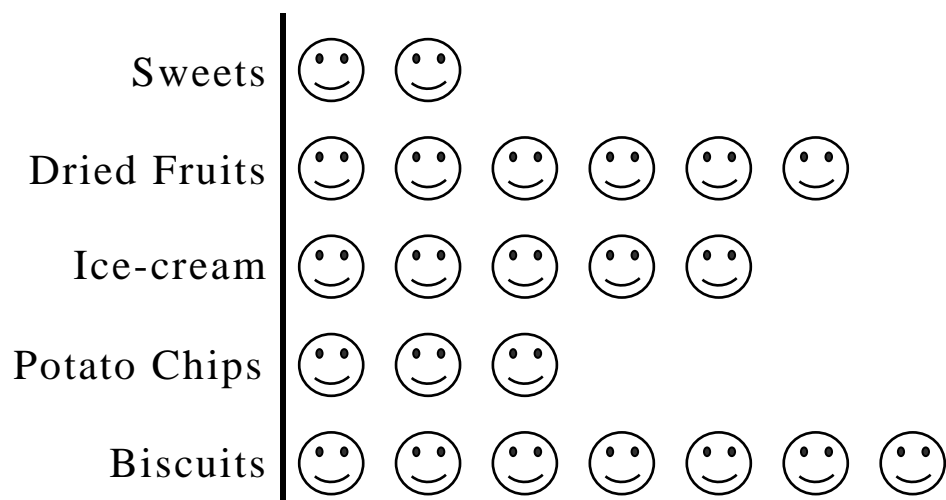 Sweets
Dried Fruits
Ice-cream
Potato Chips
Biscuits